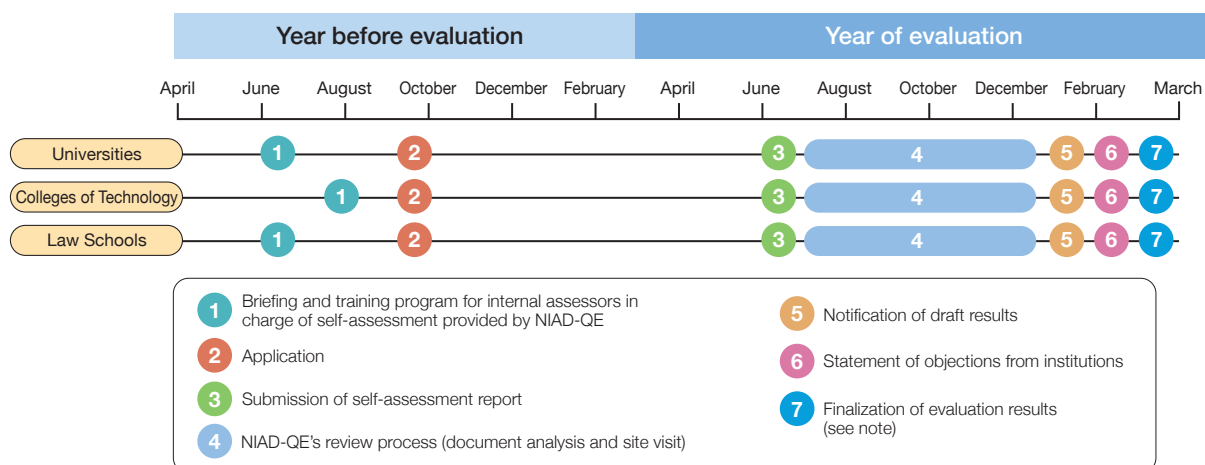 Year before evaluation
Year of evaluation
April June August October December February April June August October December February March
Universities 1 2 3 4 5 6 7
Colleges of Technology 1 2 3 4 5 6 7
Law Schools 1 2 3 4 5 6 7
1 Briefing and training program for internal assessors in
charge of self-assessment provided by NIAD-QE
2 Application
3 Submission of self-assessment report
4 NIAD-QE's review process (document analysis and site visit)
5 Notification of draft results
6 Statement of objections from institutions
7 Finalization of evaluation results
(see note)